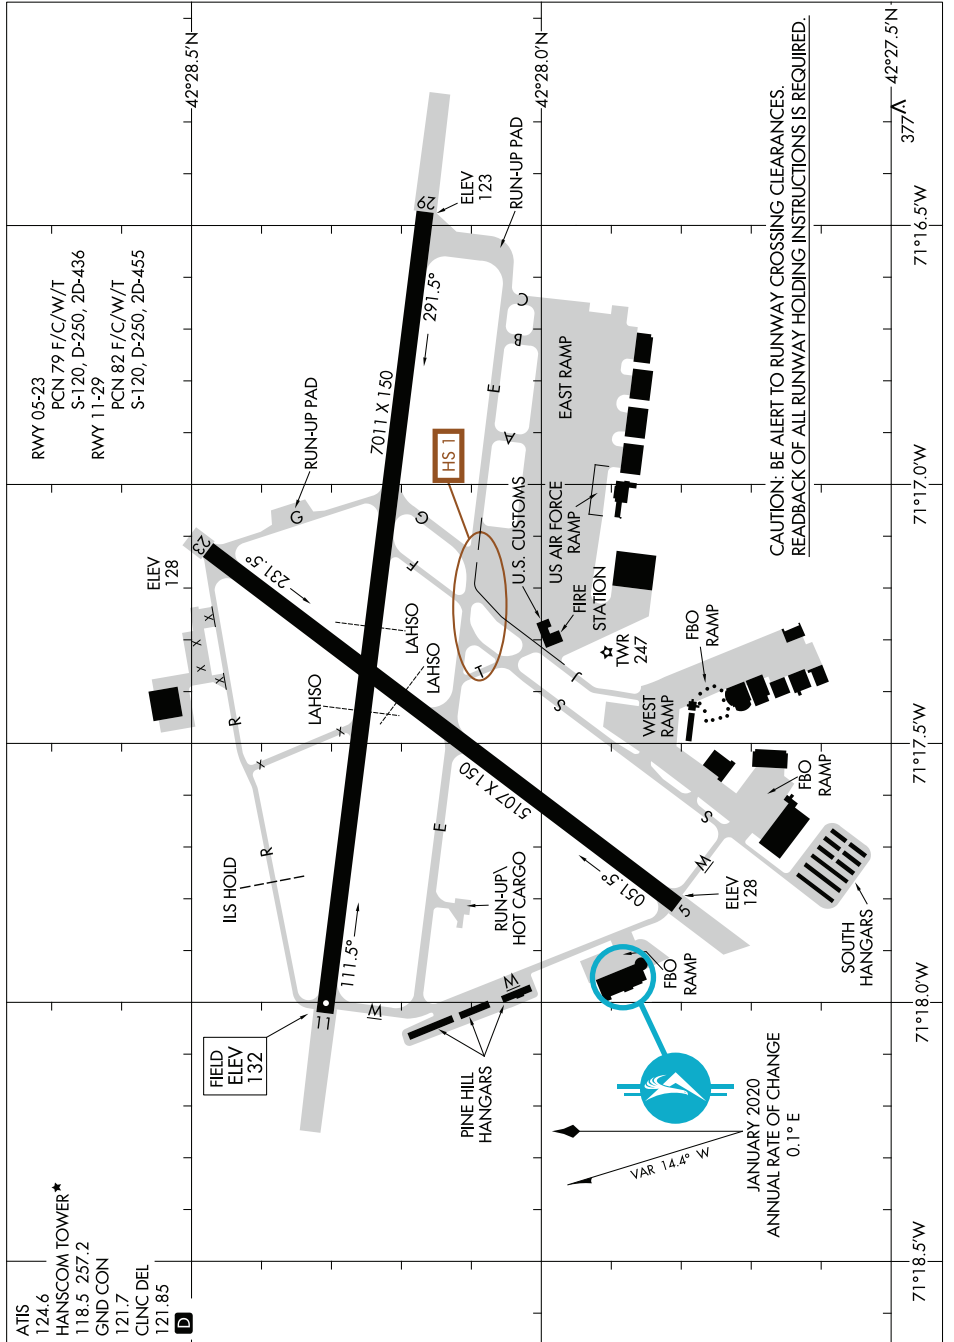 ATIS
124.6
HANSCOM TOWER★
118.5 257.2
GND CON
121.7
CLNC DEL
121.85
D
RWY 05-23
PCN 79 F/C/W/T
S-120, D-250, 2D-436
RWY 11-29
PCN 82 F/C/W/T
S-120, D-250, 2D-455
42°28.5'N
42°28.0'N
42°27.5'N
71°18.5'W
71°18.0'W
71°17.5'W
71°17.0'W
71°16.5'W
FIELD
ELEV
132
11
111.5°
ILS HOLD
R
R
X
X
X
X
X
X
ELEV
128
23
231.5°
G
RUN-UP PAD
LAHSO
LAHSO
LAHSO
7011 X 150
291.5°
29
ELEV
123
RUN-UP PAD
G
F
HS 1
E
A
B
C
EAST RAMP
U.S. CUSTOMS
US AIR FORCE
RAMP
FIRE
STATION
TWR
247
J
T
S
S
E
5107 X 150
051.5°
5
ELEV
128
M
M
M
RUN-UP\
HOT CARGO
PINE HILL
HANGARS
FBO
RAMP
WEST
RAMP
FBO
RAMP
FBO
RAMP
SOUTH
HANGARS
377
VAR 14.4° W
JANUARY 2020
ANNUAL RATE OF CHANGE
0.1° E
CAUTION: BE ALERT TO RUNWAY CROSSING CLEARANCES.
READBACK OF ALL RUNWAY HOLDING INSTRUCTIONS IS REQUIRED.